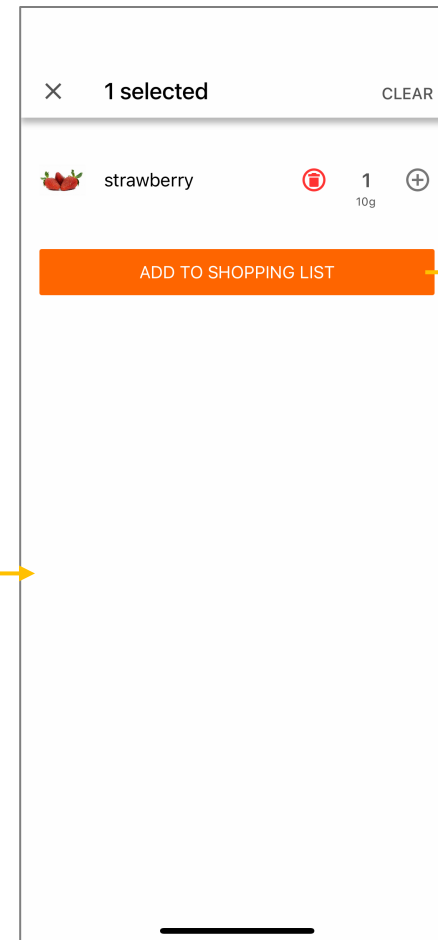 1 selected
CLEAR
strawberry
1
10g
ADD TO SHOPPING LIST